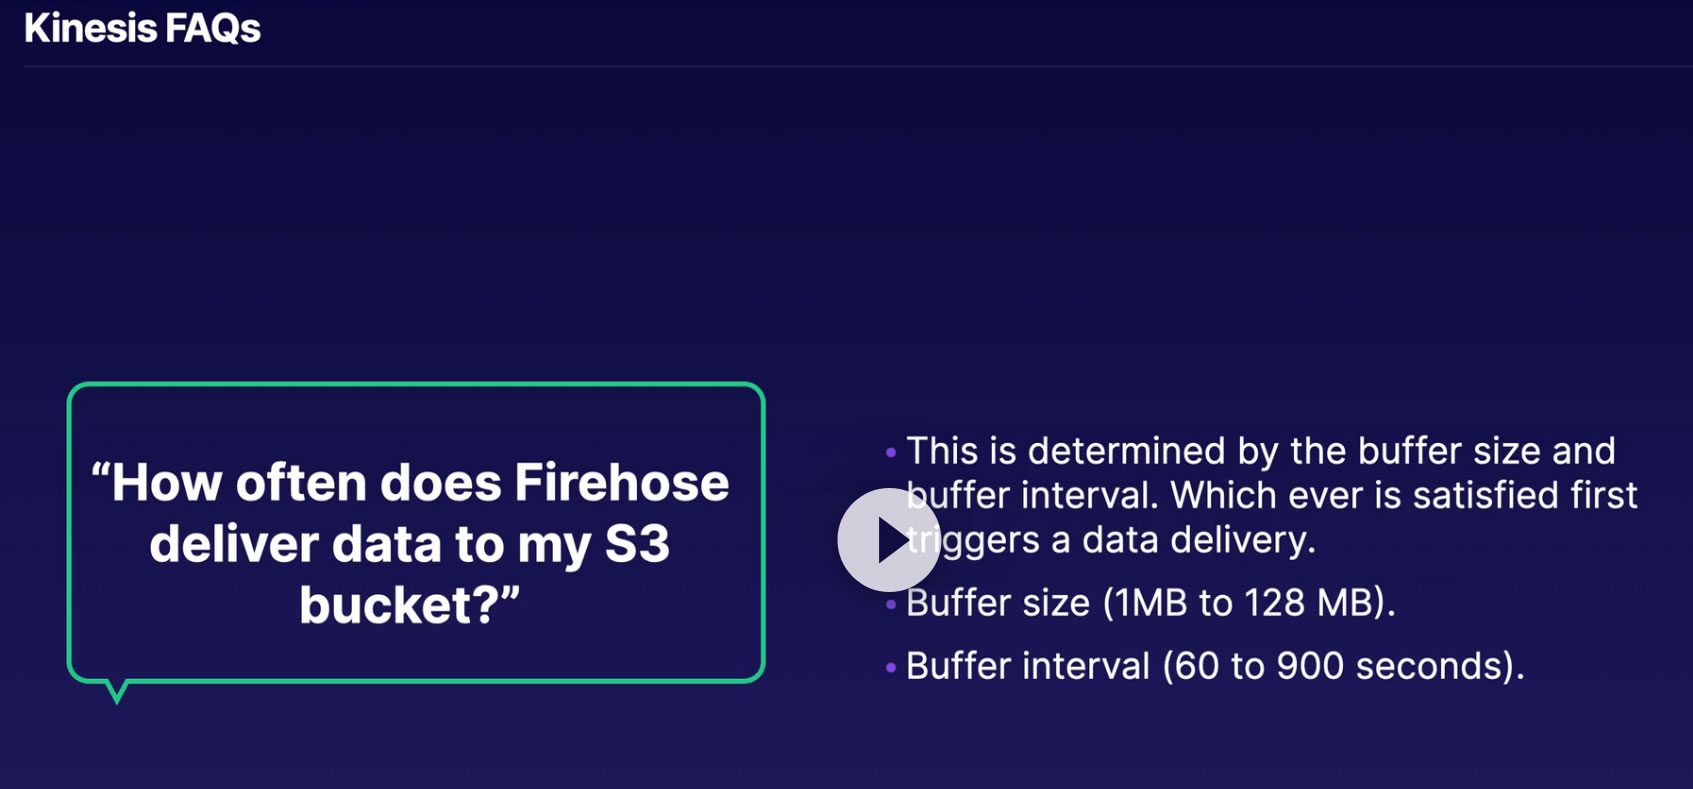 Kinesis FAQs
“How often does Firehose
deliver data to my S3
bucket?”
• This is determined by the buffer size and
buffer interval. Which ever is satisfied first
triggers a data delivery.
• Buffer size (1MB to 128 MB).
• Buffer interval (60 to 900 seconds).